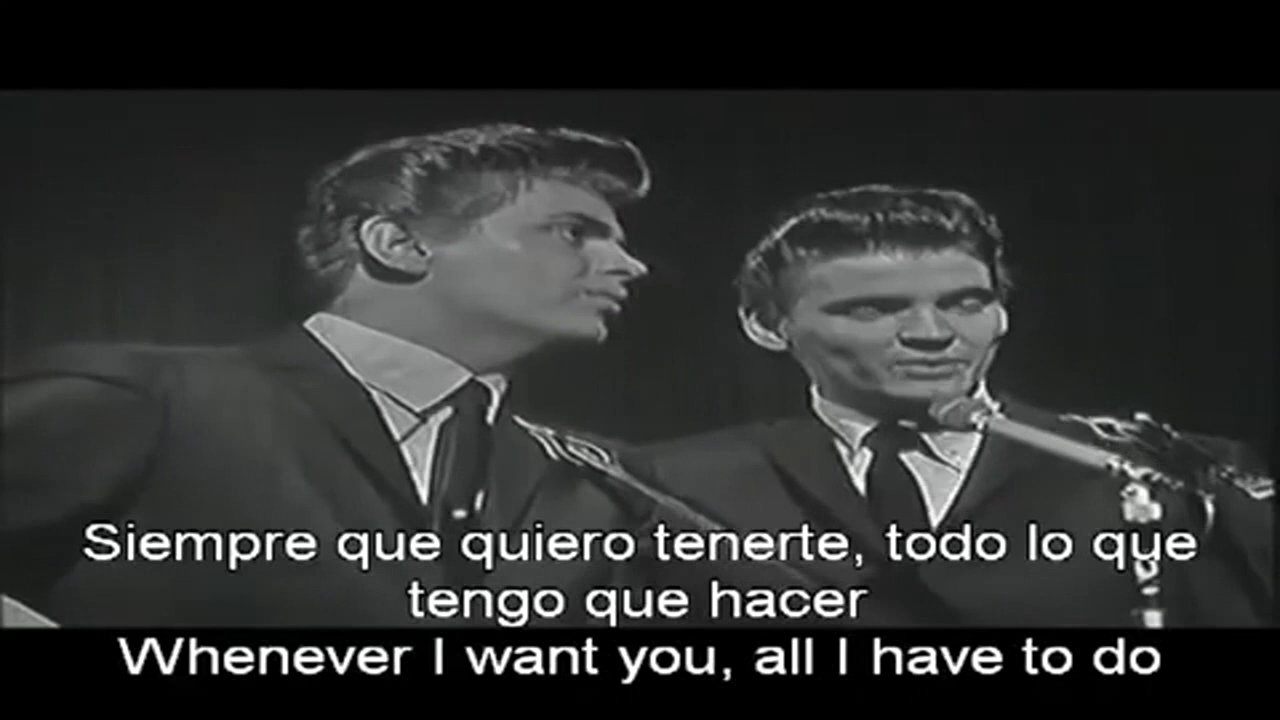 Siempre que quiero tenerte, todo lo que
tengo que hacer
Whenever I want you, all I have to do